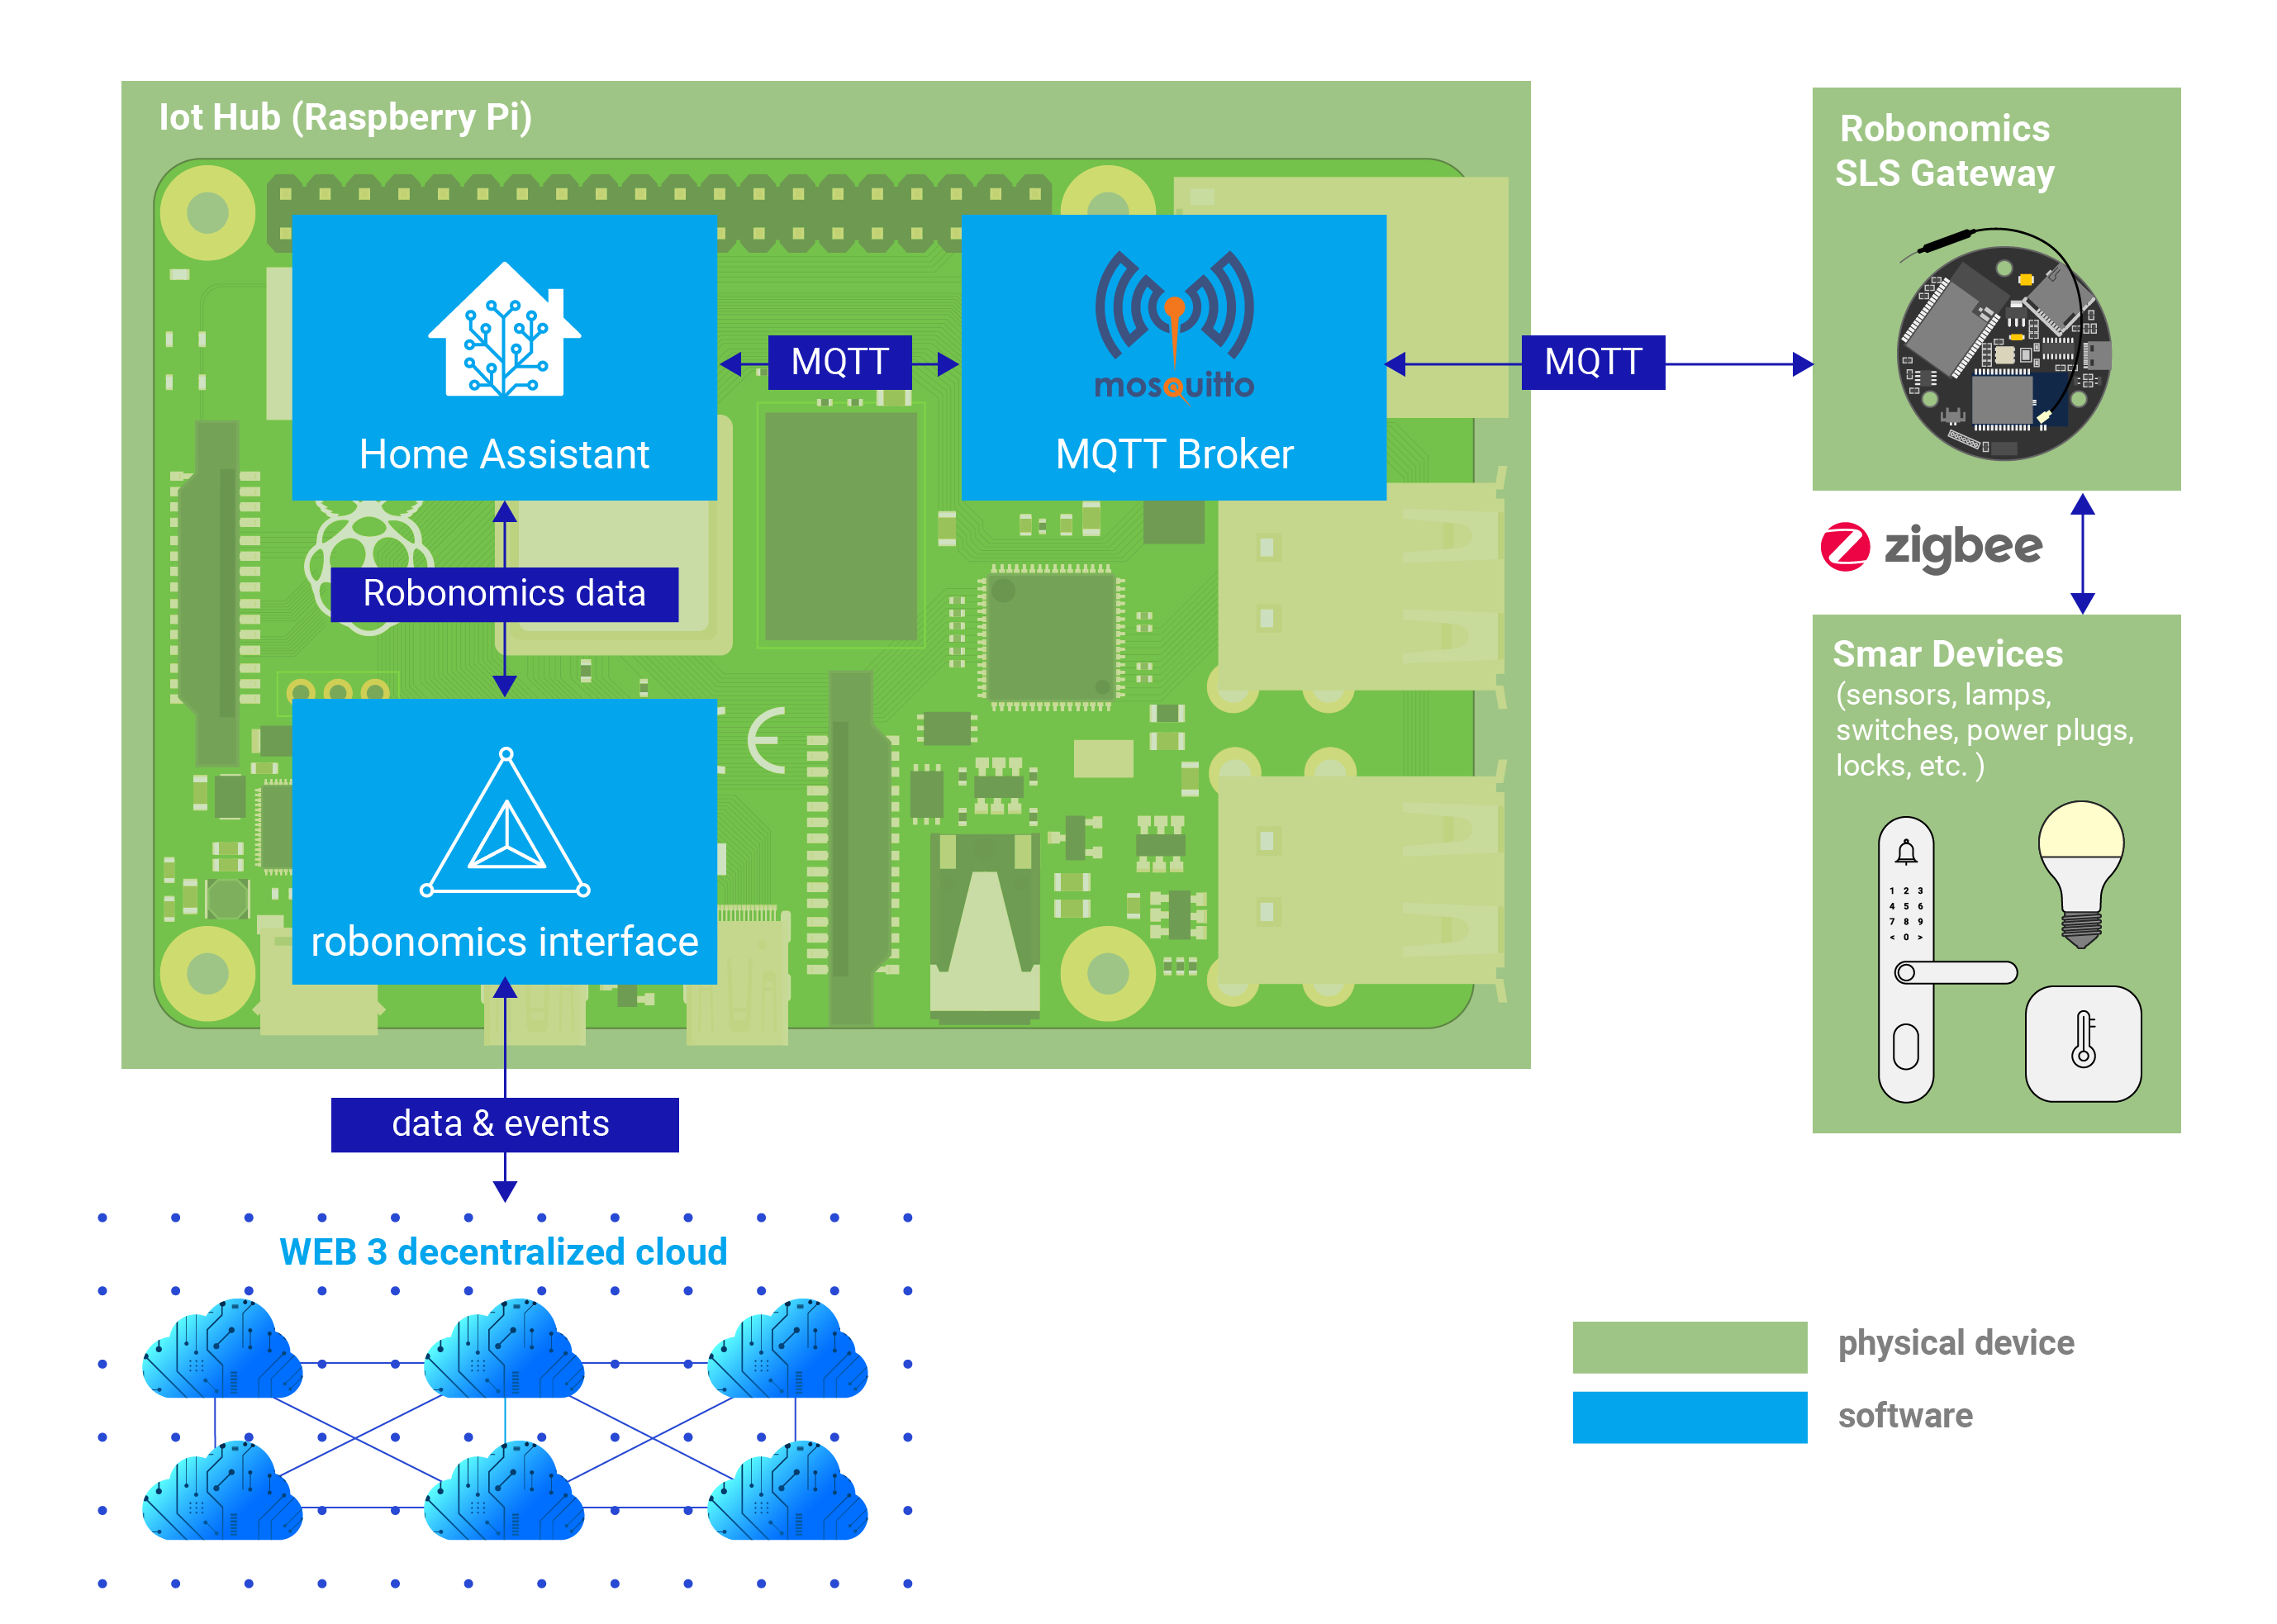 Iot Hub (Raspberry Pi)
Home Assistant
MQTT
mosquitto
MQTT Broker
MQTT
Robonomics
SLS Gateway
zigbee
Robonomics data
Smar Devices
(sensors, lamps,
switches, power plugs,
locks, etc. )
1 2 3
4 5 6
7 8 9
< 0 >
robonomics interface
data & events
WEB 3 decentralized cloud
physical device
software